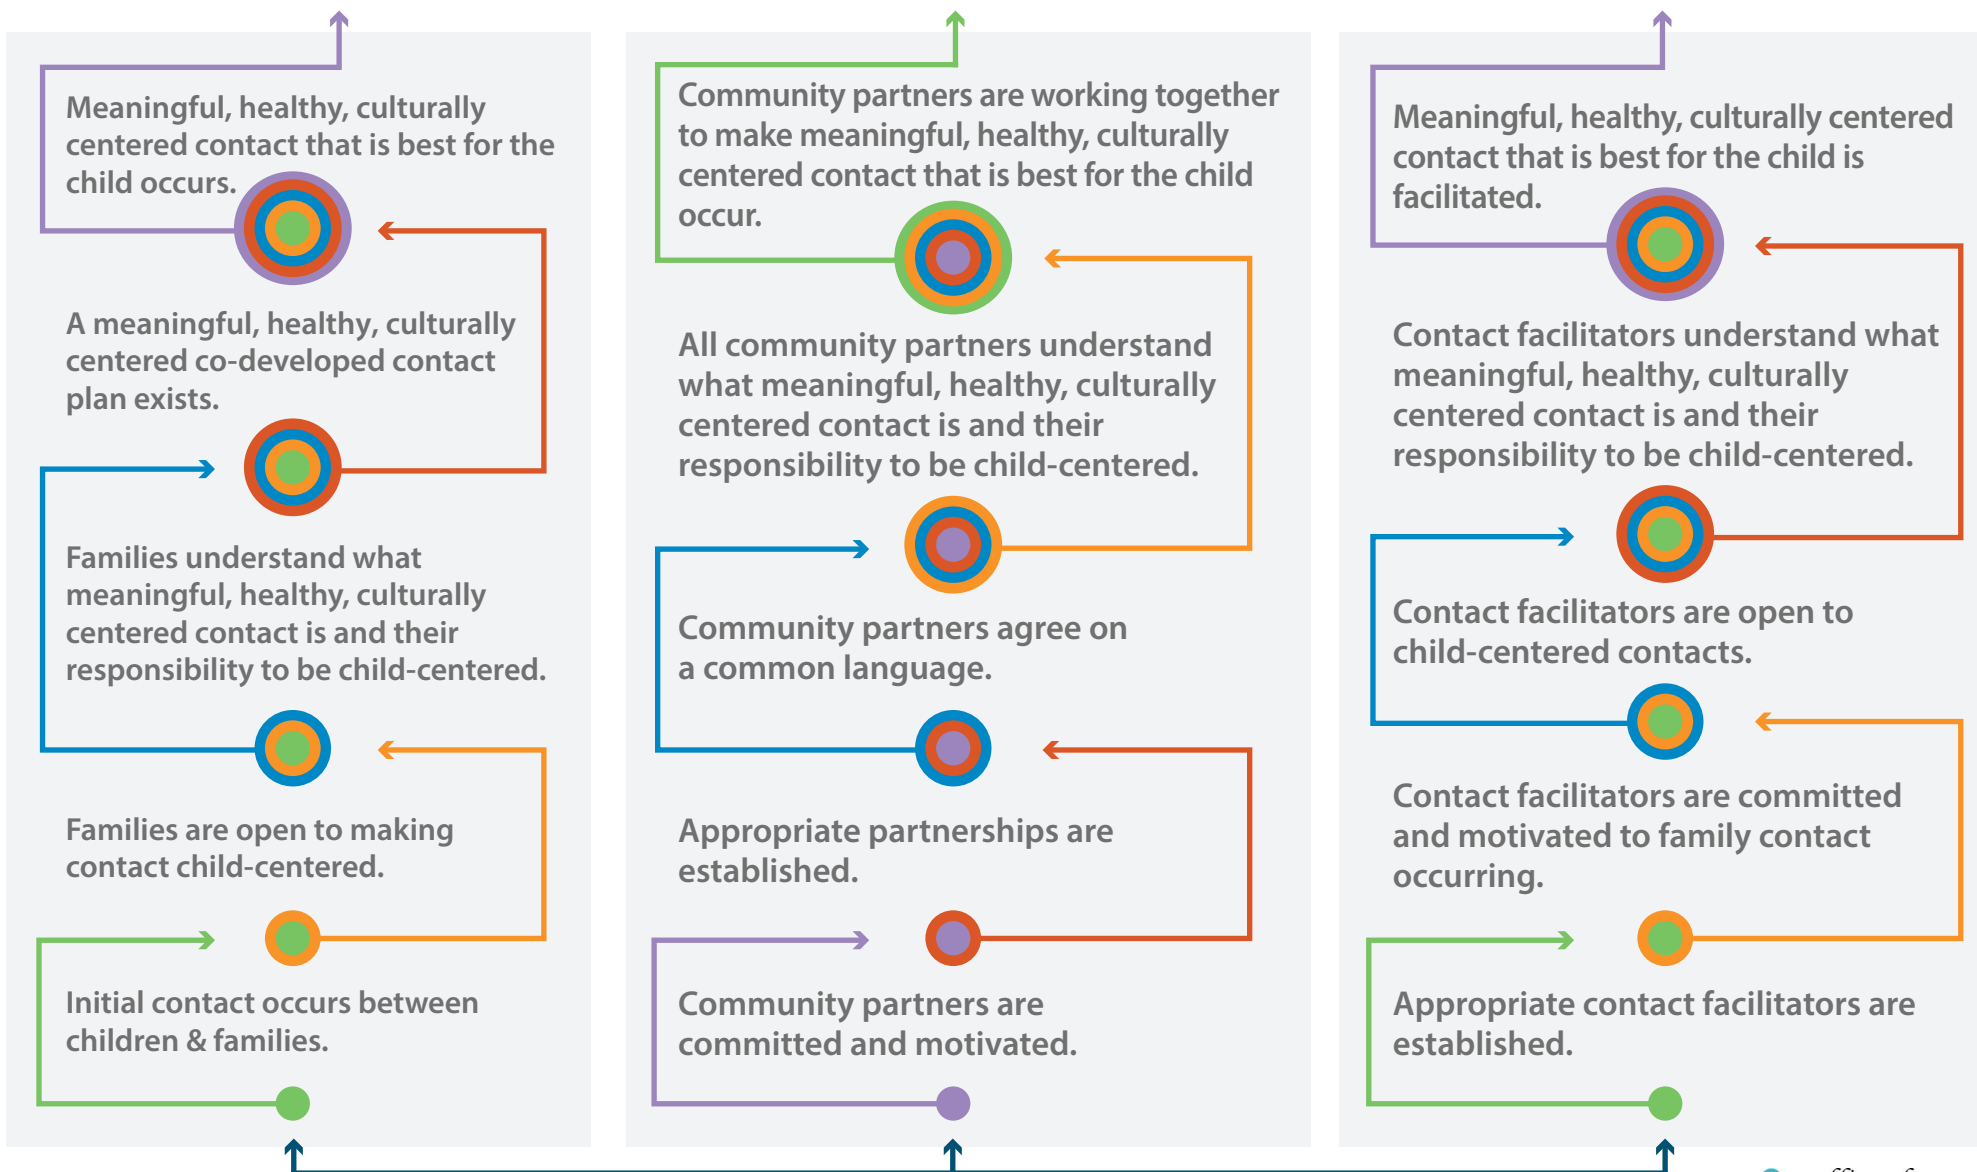 Meaningful, healthy, culturally
centered contact that is best for the
child occurs.
A meaningful, healthy, culturally
centered co-developed contact
plan exists.
Families understand what
meaningful, healthy, culturally
centered contact is and their
responsibility to be child-centered.
Families are open to making
contact child-centered.
Initial contact occurs between
children & families.
Community partners are working together
to make meaningful, healthy, culturally
centered contact that is best for the child
occur.
All community partners understand
what meaningful, healthy, culturally
centered contact is and their
responsibility to be child-centered.
Community partners agree on
a common language.
Appropriate partnerships are
established.
Community partners are
committed and motivated.
Meaningful, healthy, culturally centered
contact that is best for the child is
facilitated.
Contact facilitators understand what
meaningful, healthy, culturally
centered contact is and their
responsibility to be child-centered.
Contact facilitators are open to
child-centered contacts.
Contact facilitators are committed
and motivated to family contact
occurring.
Appropriate contact facilitators are
established.